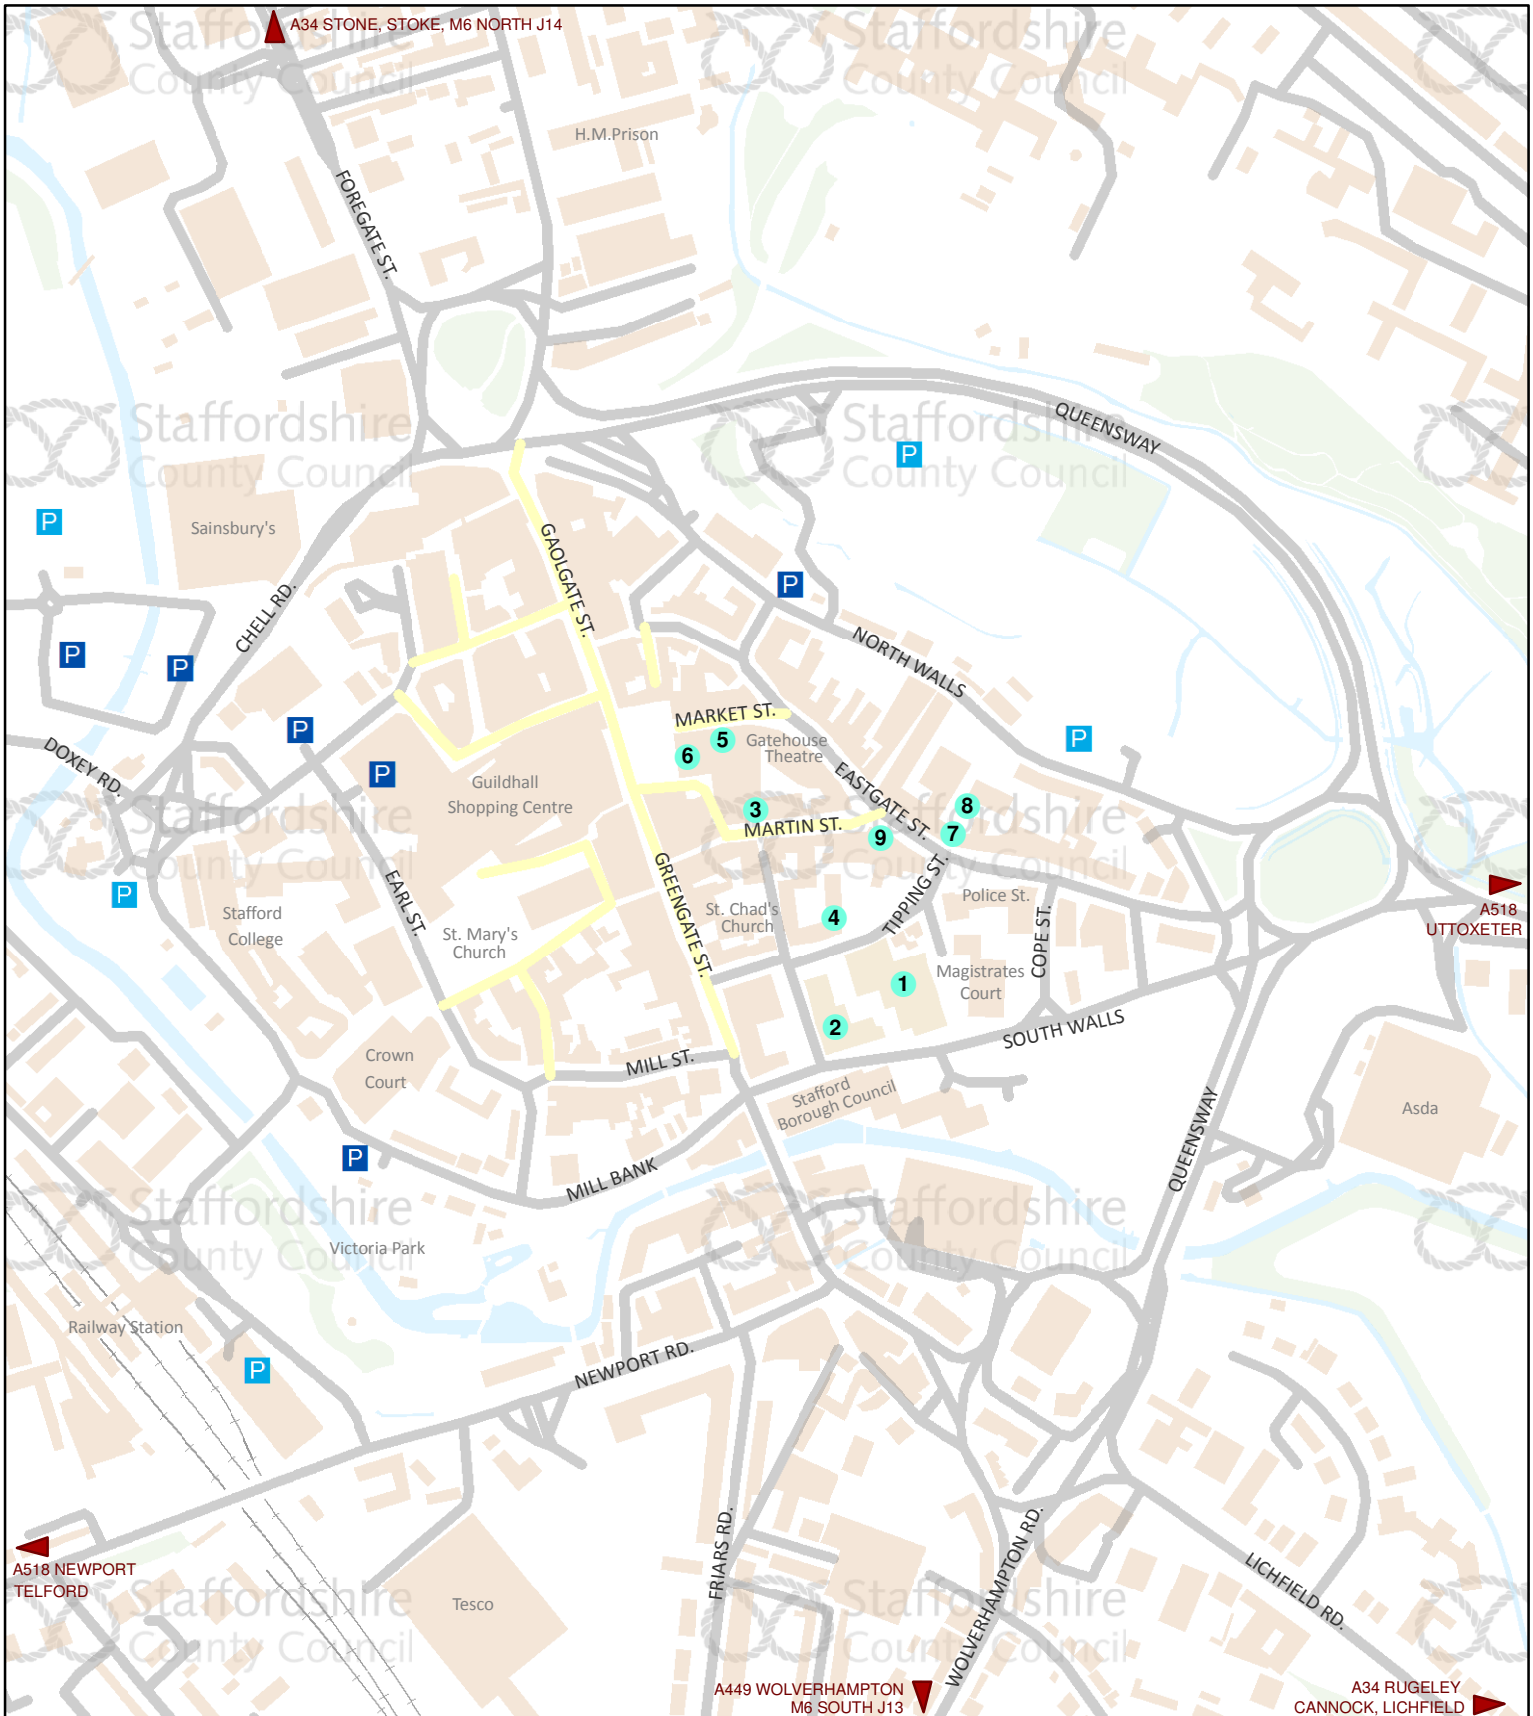 A34 STONE, STOKE, M6 NORTH J14
Staffordshire
County Council
Staffordshire
County Council
H.M.Prison
FOREGATE ST.
QUEENSWAY
Staffordshire
County Council
Staffordshire
County Council
P
P
Sainsbury's
GAOLGATE ST.
P
CHELL RD.
NORTH WALLS
P
P
MARKET ST.
P
P
5
Gatehouse
Theatre
6
DOXEY RD.
P
Guildhall
Shopping Centre
EASTGATE ST.
Staffordshire
County Council
Staffordshire
County Council
3
8
MARTIN ST.
9
7
P
EARL ST.
GREENGATE ST.
TIPPING ST.
Police St.
A518
UTTOXETER
Stafford
College
St. Chad's
Church
4
St. Mary's
Church
COPE ST.
Magistrates
Court
1
2
SOUTH WALLS
Crown
Court
MILL ST.
Stafford
Borough Council
Asda
QUEENSWAY
P
MILL BANK
Staffordshire
County Council
Staffordshire
County Council
Victoria Park
Railway Station
P
NEWPORT RD.
A518 NEWPORT
TELFORD
FRIARS RD.
WOLVERHAMPTON RD.
LICHFIELD RD.
Staffordshire
County Council
Staffordshire
County Council
Tesco
A449 WOLVERHAMPTON
M6 SOUTH J13
A34 RUGELEY
CANNOCK, LICHFIELD